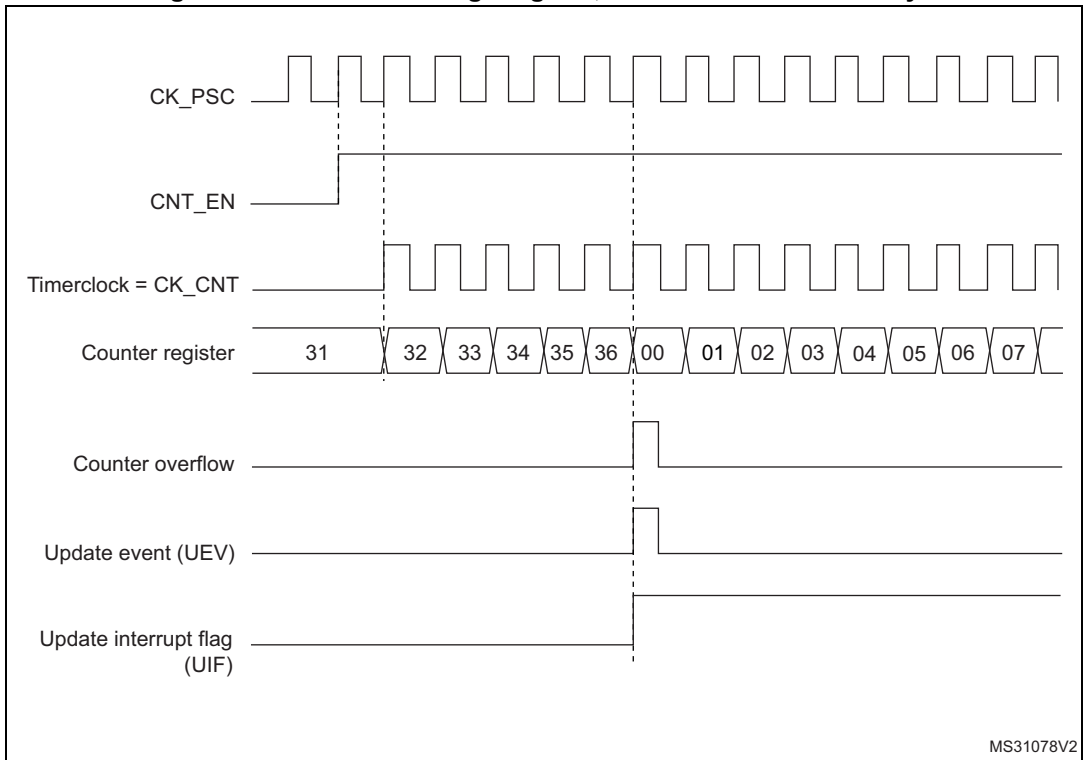 CK_PSC
CNT_EN
Timerclock = CK_CNT
Counter register 31 32 33 34 35 36 00 01 02 03 04 05 06 07
Counter overflow
Update event (UEV)
Update interrupt flag
(UIF)
MS31078V2